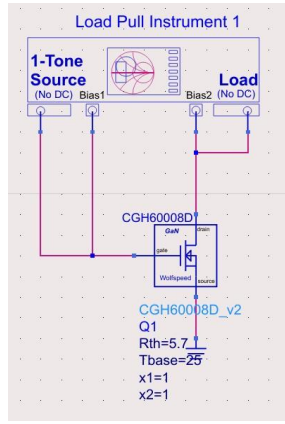 Load Pull Instrument 1
1-Tone
Source
(No DC)
Bias1
Bias2
Load
(No DC)
CGH60008D
GaN
drain
gate
Wolfspeed
source
CGH60008D_v2
Q1
Rth=5.7
Tbase=25
x1=1
x2=1